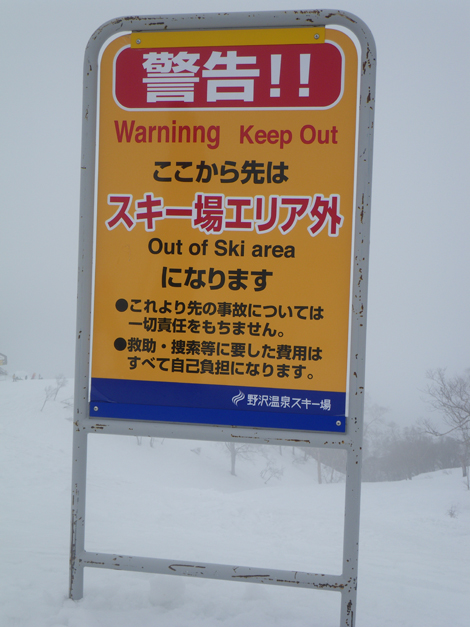 警告!!
Warninng Keep Out
ここから先は
スキー場エリア外
Out of Ski area
になります
●これより先の事故については
一切責任をもちません。
●救助・捜索等に要した費用は
すべて自己負担になります。
野沢温泉スキー場